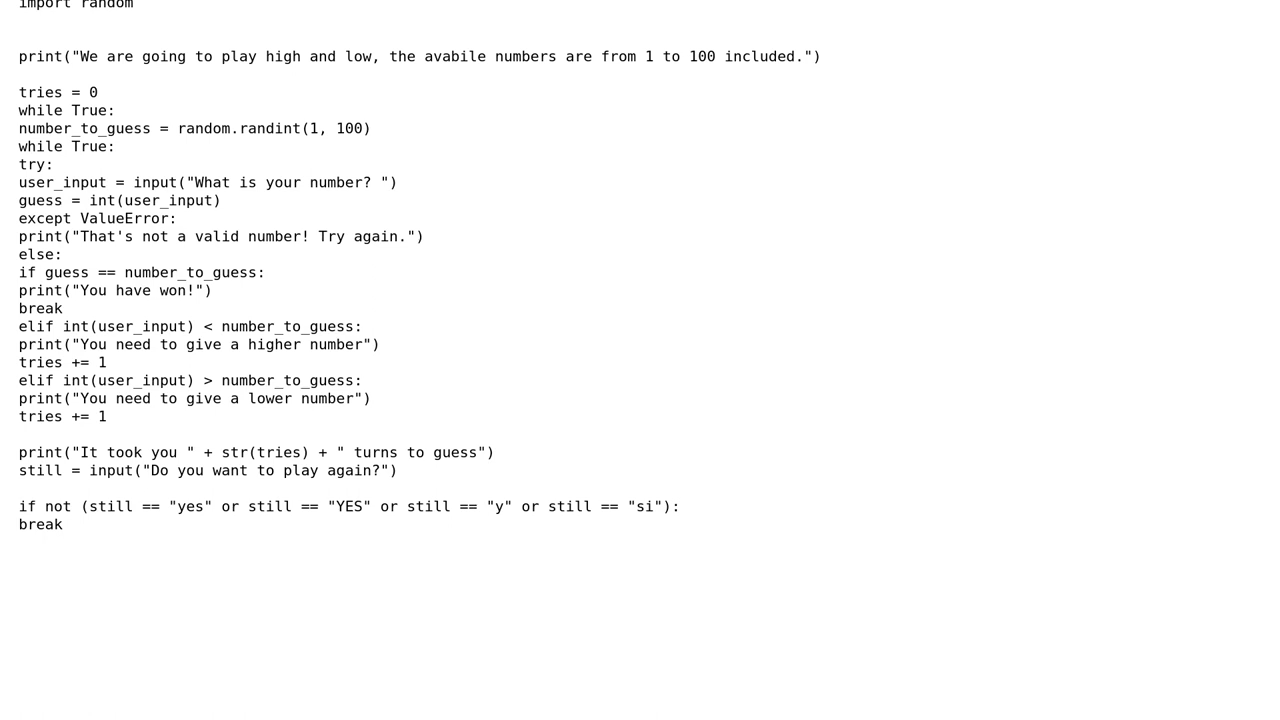 import random
print("We are going to play high and low, the avabile numbers are from 1 to 100 included.")
tries = 0
while True:
number_to_guess = random.randint(1, 100)
while True:
try:
user_input = input("What is your number? ")
guess = int(user_input)
except ValueError:
print("That's not a valid number! Try again.")
else:
if guess == number_to_guess:
print("You have won!")
break
elif int(user_input) < number_to_guess:
print("You need to give a higher number")
tries += 1
elif int(user_input) > number_to_guess:
print("You need to give a lower number")
tries += 1
print("It took you " + str(tries) + " turns to guess")
still = input("Do you want to play again?")
if not (still == "yes" or still == "YES" or still == "y" or still == "si"):
break